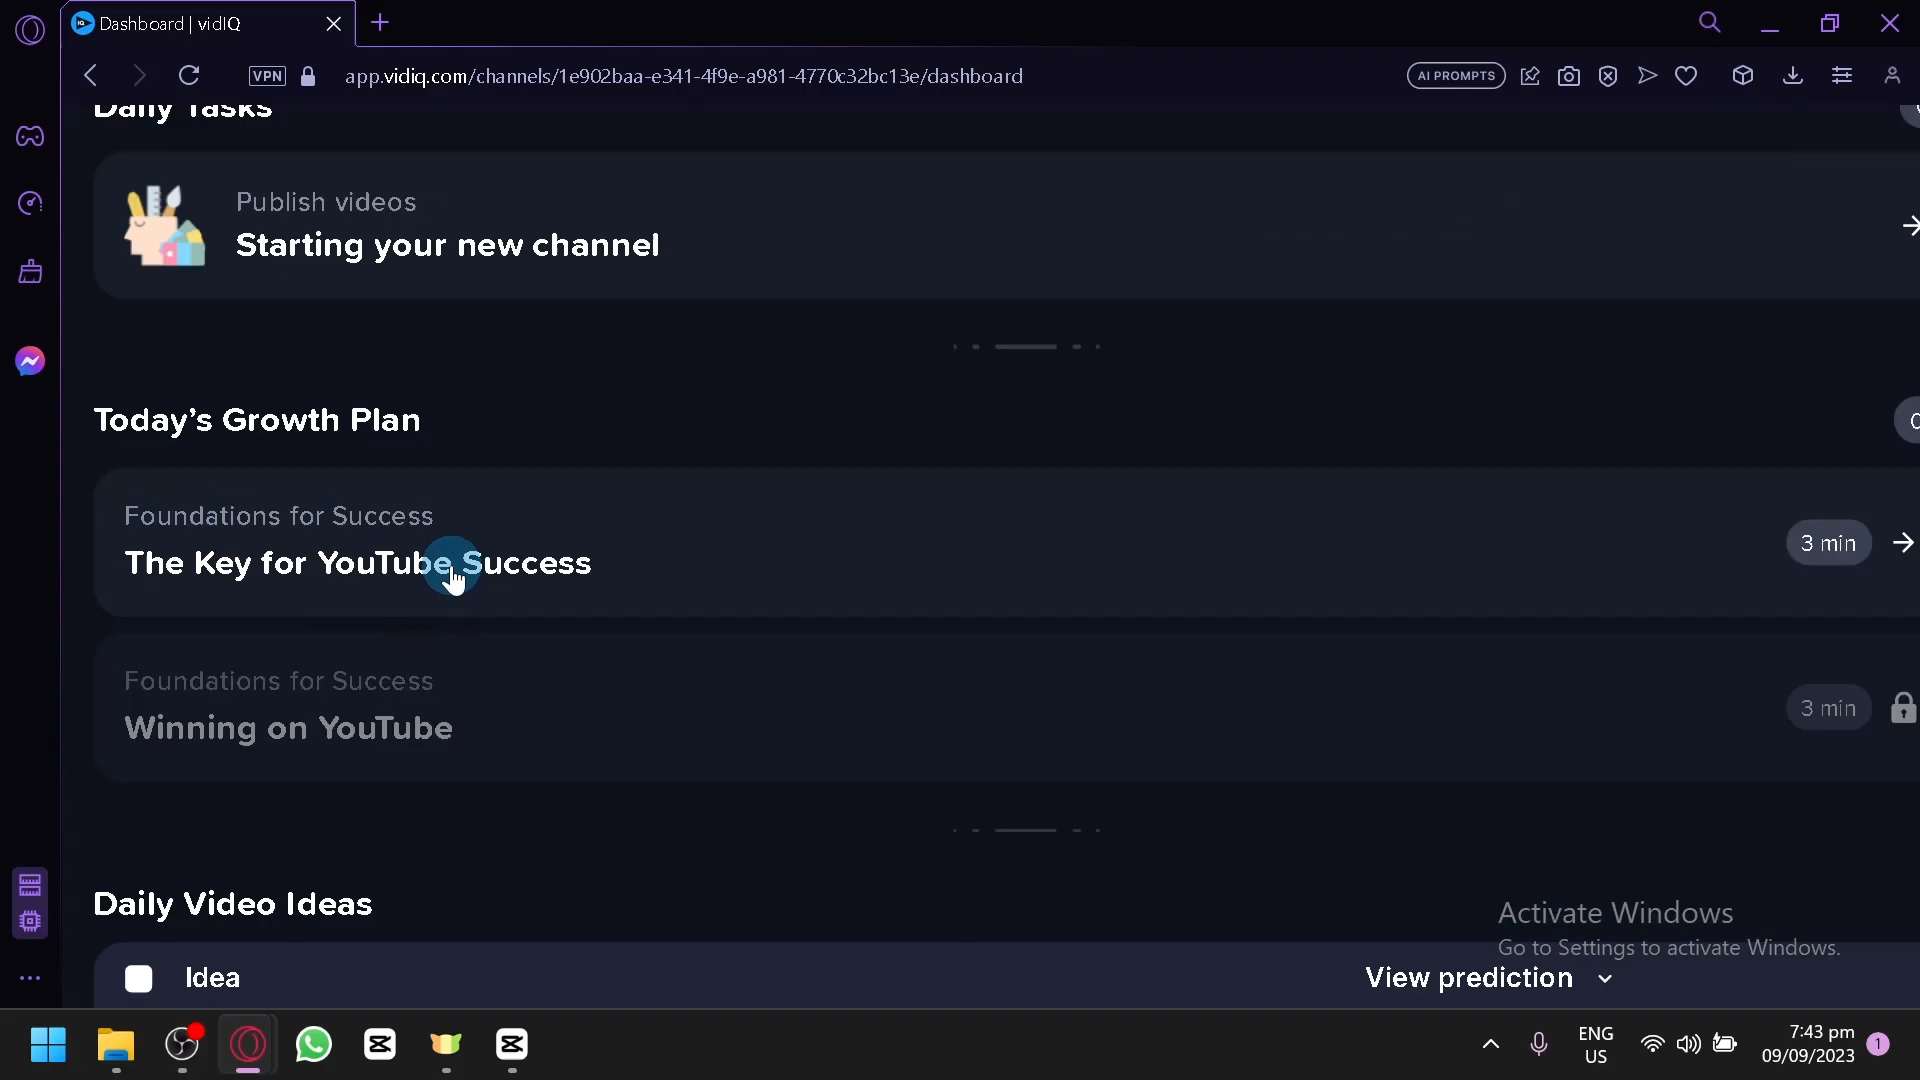 Dashboard | vidIQ
VPN
app.vidiq.com/channels/1e902baa-e341-4f9e-a981-4770c32bc13e/dashboard
AI PROMPTS
Daily Tasks
Publish videos
Starting your new channel
Today's Growth Plan
Foundations for Success
The Key for YouTube Success
3 min
Foundations for Success
Winning on YouTube
3 min
Daily Video Ideas
Idea
View prediction
Activate Windows
Go to Settings to activate Windows.
ENG
US
7:43 pm
09/09/2023
1